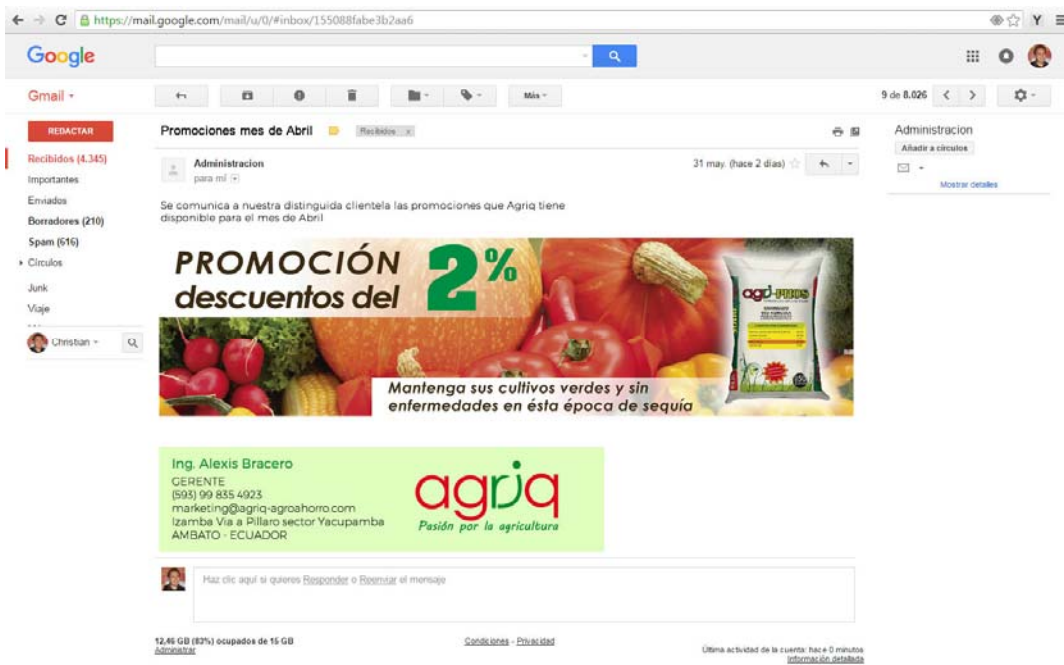 https://mail.google.com/mail/u/0/#inbox/155088fabe3b2aa6
Google
Gmail
Más
9 de 8.026
REDACTAR
Recibidos (4.345)
Importantes
Enviados
Borradores (210)
Spam (616)
Círculos
Junk
Viaje
Christian
Promociones mes de Abril
Recibidos x
Administracion
para mí
31 may. (hace 2 días)
Administracion
Añadir a círculos
Mostrar detalles
Se comunica a nuestra distinguida clientela las promociones que Agriq tiene
disponible para el mes de Abril
PROMOCIÓN
descuentos del
2%
agri-PHOS
Mantenga sus cultivos verdes y sin
enfermedades en ésta época de sequía
Ing. Alexis Bracero
GERENTE
(593) 99 835 4923
marketing@agriq-agroahorro.com
Izamba Via a Pillaro sector Yacupamba
AMBATO - ECUADOR
agriq
Pasión por la agricultura
Haz clic aquí si quieres Responder o Reenviar el mensaje
12,46 GB (83%) ocupados de 15 GB
Administrar
Condiciones - Privacidad
Última actividad de la cuenta: hace 0 minutos
Información detallada